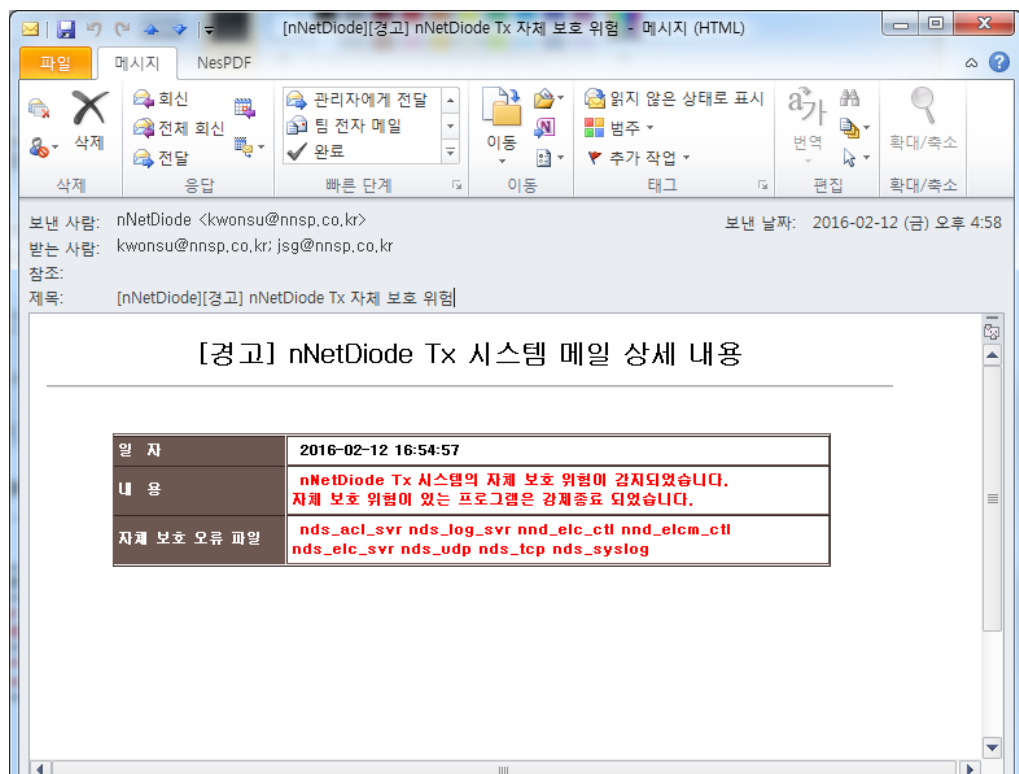 [nNetDiode][경고] nNetDiode Tx 자체 보호 위험 - 메시지 (HTML)
파일 메시지 NesPDF
삭제
회신
전체 회신
전달
관리자에게 전달
팀 전자 메일
완료
이동
읽지 않은 상태로 표시
범주
추가 작업
번역
확대/축소
삭제 응답 빠른 단계 이동 태그 편집 확대/축소
보낸 사람: nNetDiode <kwonsu@nnsp.co.kr> 보낸 날짜: 2016-02-12 (금) 오후 4:58
받는 사람: kwonsu@nnsp.co.kr; jsg@nnsp.co.kr
참조:
제목: [nNetDiode][경고] nNetDiode Tx 자체 보호 위험
[경고] nNetDiode Tx 시스템 메일 상세 내용
일 자 2016-02-12 16:54:57
내 용 nNetDiode Tx 시스템의 자체 보호 위험이 감지되었습니다.
자체 보호 위험이 있는 프로그램은 강제종료 되었습니다.
자체 보호 오류 파일 nds_acl_svr nds_log_svr nnd_elc_ctl nnd_elcm_ctl
nds_elc_svr nds_udp nds_tcp nds_syslog